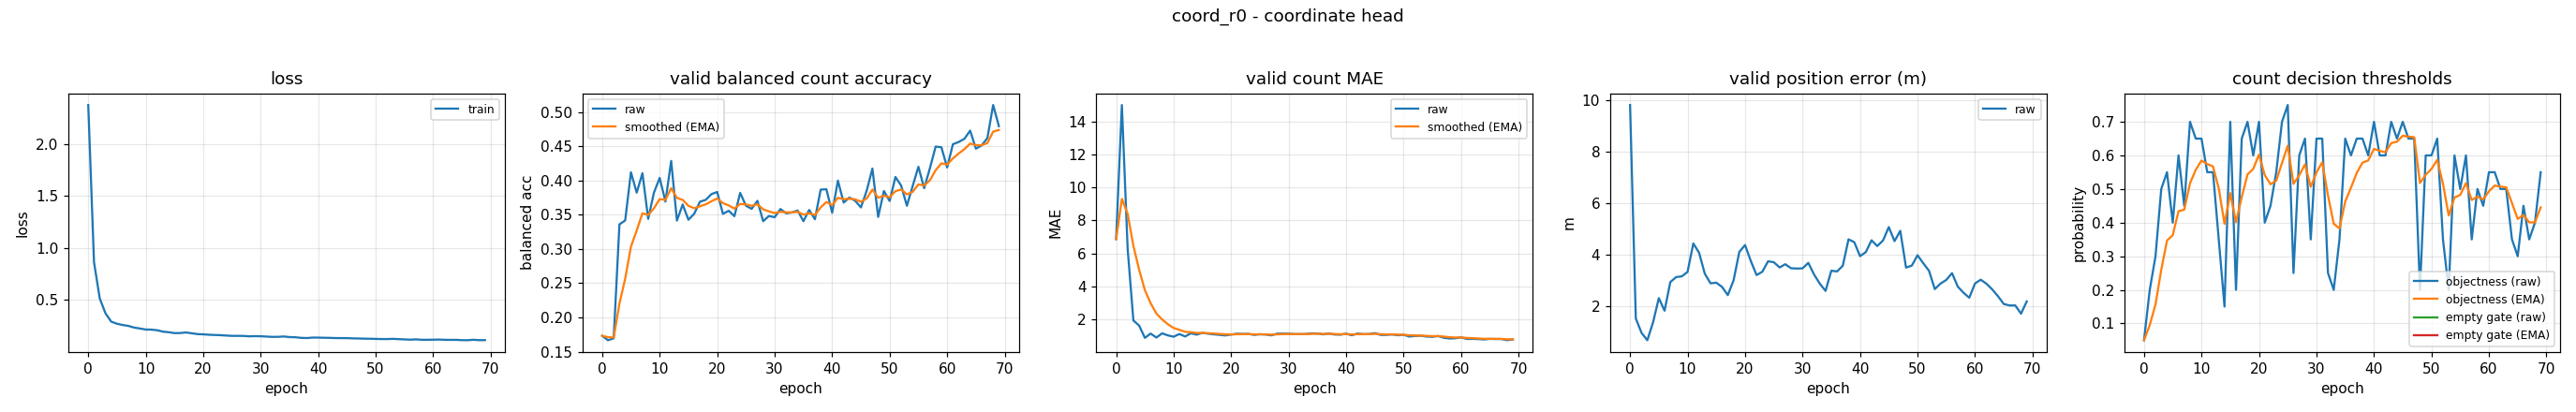 coord_r0 - coordinate head
loss
loss
2.0
1.5
1.0
0.5
0 10 20 30 40 50 60 70
epoch
train
valid balanced count accuracy
balanced acc
0.50
0.45
0.40
0.35
0.30
0.25
0.20
0.15
0 10 20 30 40 50 60 70
epoch
raw
smoothed (EMA)
valid count MAE
MAE
14
12
10
8
6
4
2
0 10 20 30 40 50 60 70
epoch
raw
smoothed (EMA)
valid position error (m)
m
10
8
6
4
2
0 10 20 30 40 50 60 70
epoch
raw
count decision thresholds
probability
0.7
0.6
0.5
0.4
0.3
0.2
0.1
0 10 20 30 40 50 60 70
epoch
objectness (raw)
objectness (EMA)
empty gate (raw)
empty gate (EMA)